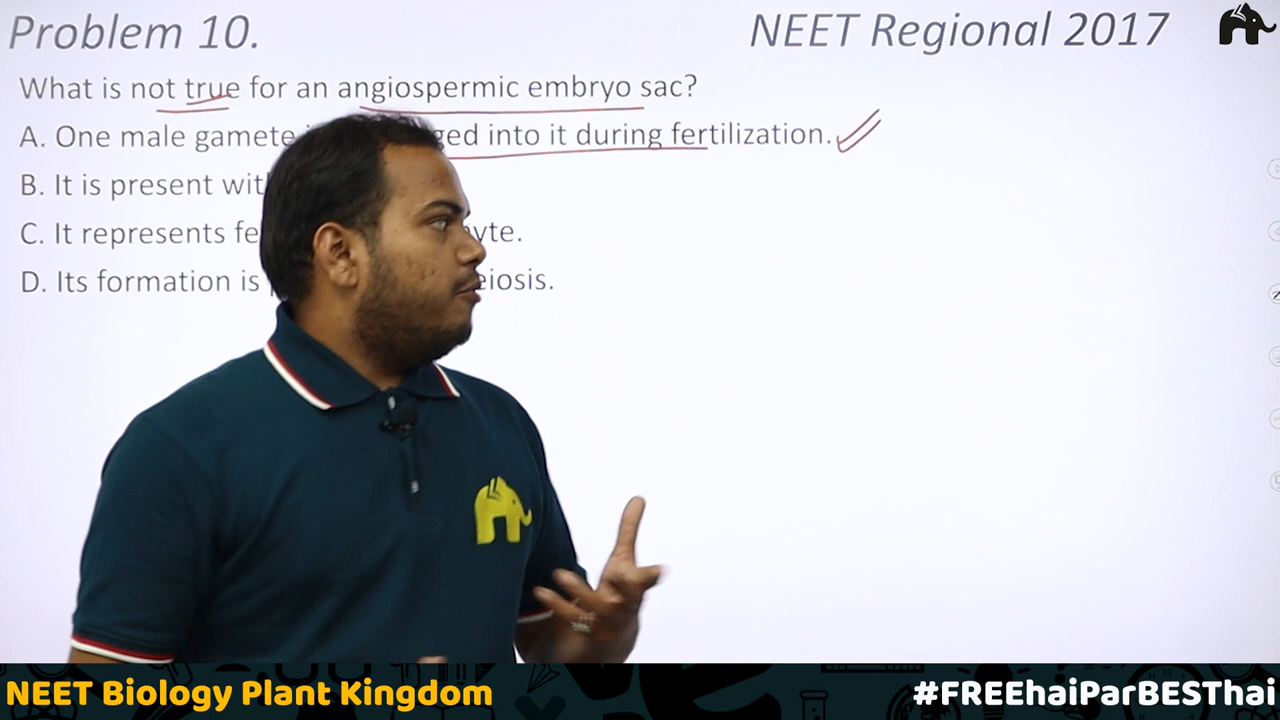 Problem 10.
NEET Regional 2017
What is not true for an angiospermic embryo sac?
A. One male gamete ged into it during fertilization.
B. It is present wit
C. It represents fe yte.
D. Its formation is eiosis.
NEET Biology Plant Kingdom
#FREEhaiParBESThai